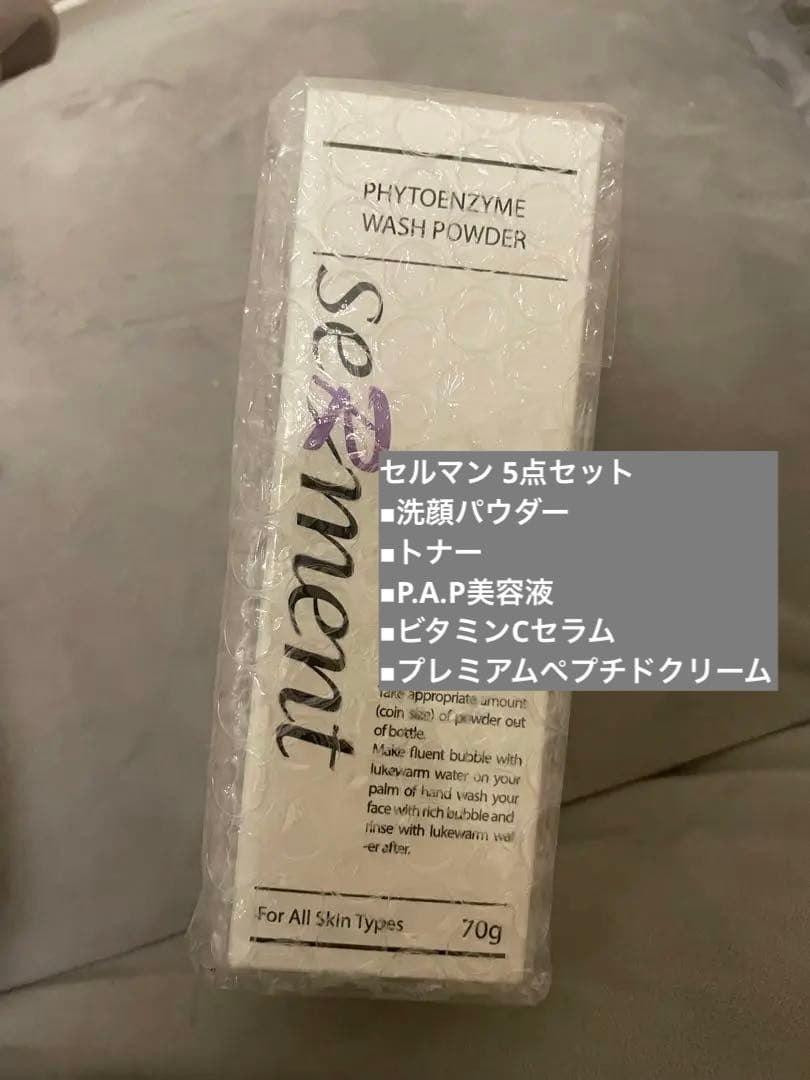 PHYTOENZYME
WASH POWDER
seRment
セルマン 5点セット
■洗顔パウダー
■トナー
■P.A.P美容液
■ビタミンCセラム
■プレミアムペプチドクリーム
Take appropriate amount
(coin size) of powder out
of bottle.
Make fluent bubble with
lukewarm water on your
palm of hand wash your
face with rich bubble and
rinse with lukewarm wat
-er after.
For All Skin Types 70g